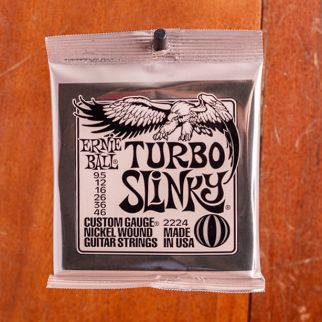 ERNIE BALL
TURBO
SLINKY
9.5
12
16
26
36
46
CUSTOM GAUGE® 2224
NICKEL WOUND MADE
GUITAR STRINGS IN USA